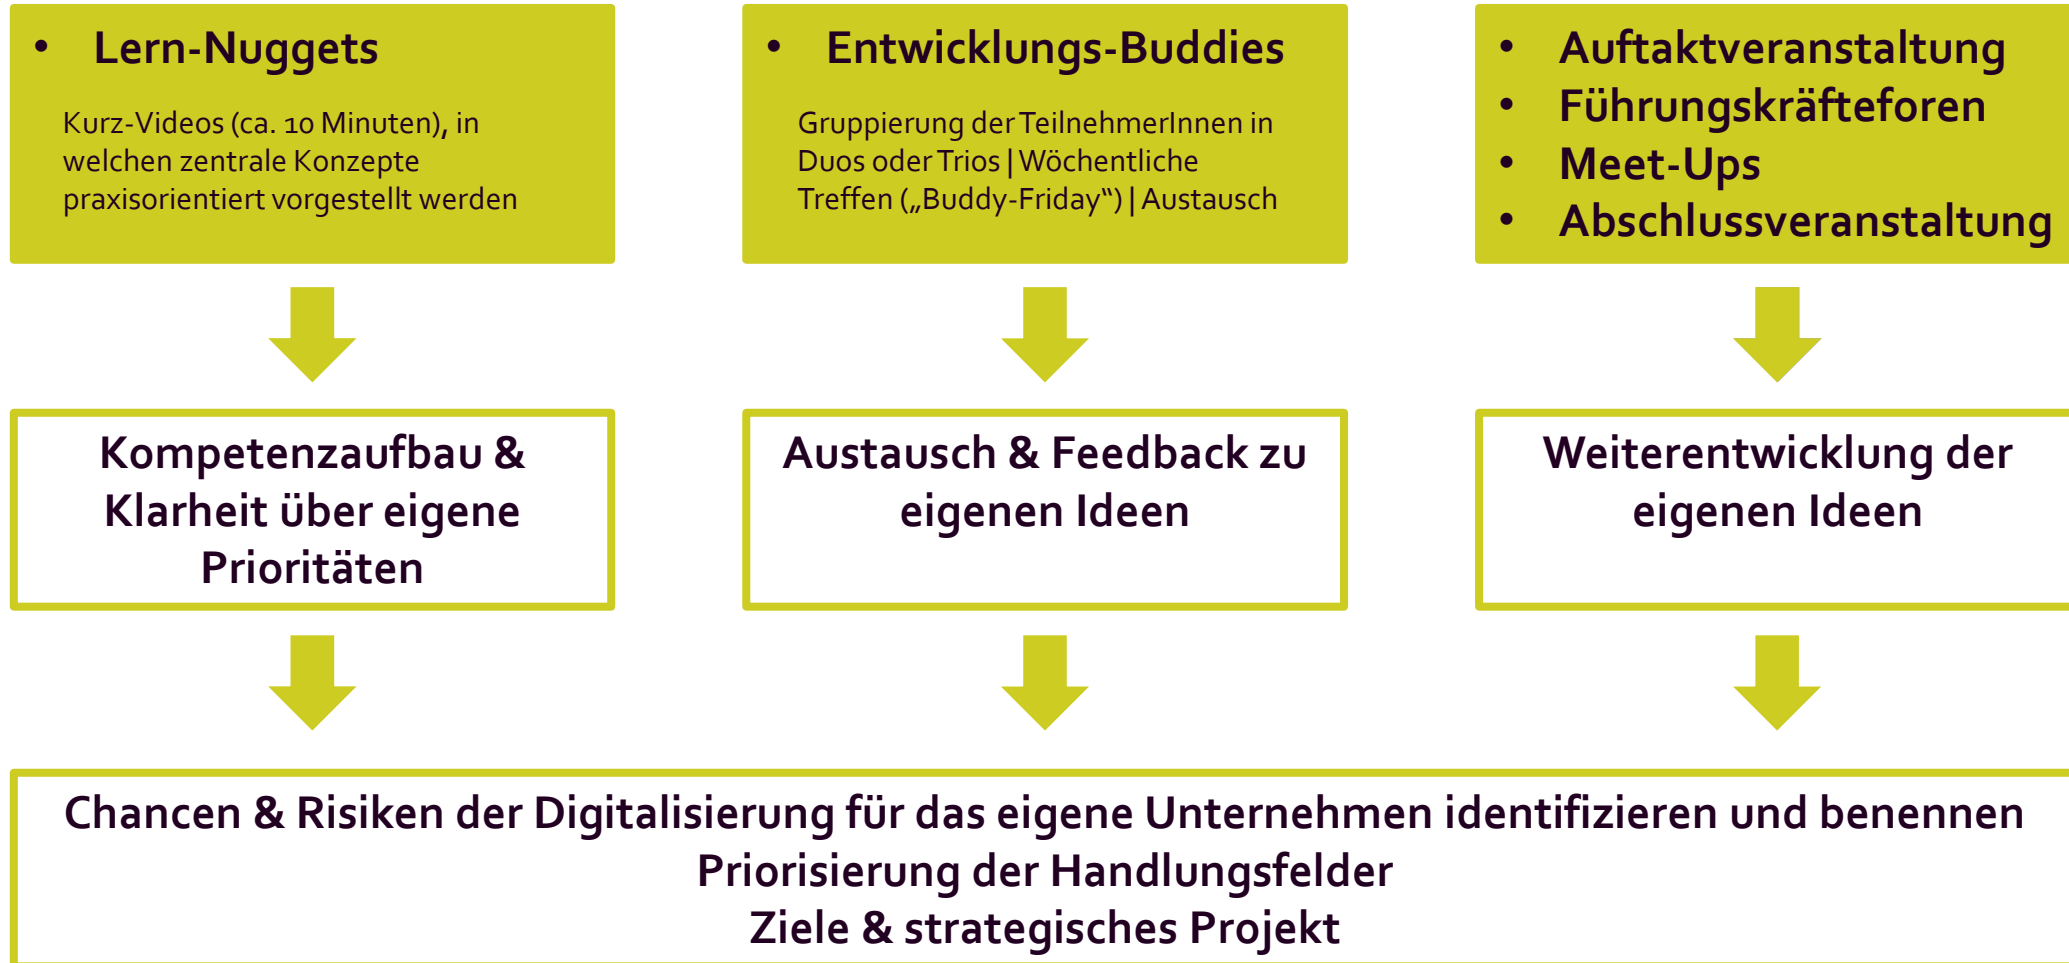 • Lern-Nuggets
Kurz-Videos (ca. 10 Minuten), in
welchen zentrale Konzepte
praxisorientiert vorgestellt werden
• Entwicklungs-Buddies
Gruppierung der TeilnehmerInnen in
Duos oder Trios | Wöchentliche
Treffen („Buddy-Friday“) | Austausch
• Auftaktveranstaltung
• Führungskräfteforen
• Meet-Ups
• Abschlussveranstaltung
Kompetenzaufbau &
Klarheit über eigene
Prioritäten
Austausch & Feedback zu
eigenen Ideen
Weiterentwicklung der
eigenen Ideen
Chancen & Risiken der Digitalisierung für das eigene Unternehmen identifizieren und benennen
Priorisierung der Handlungsfelder
Ziele & strategisches Projekt